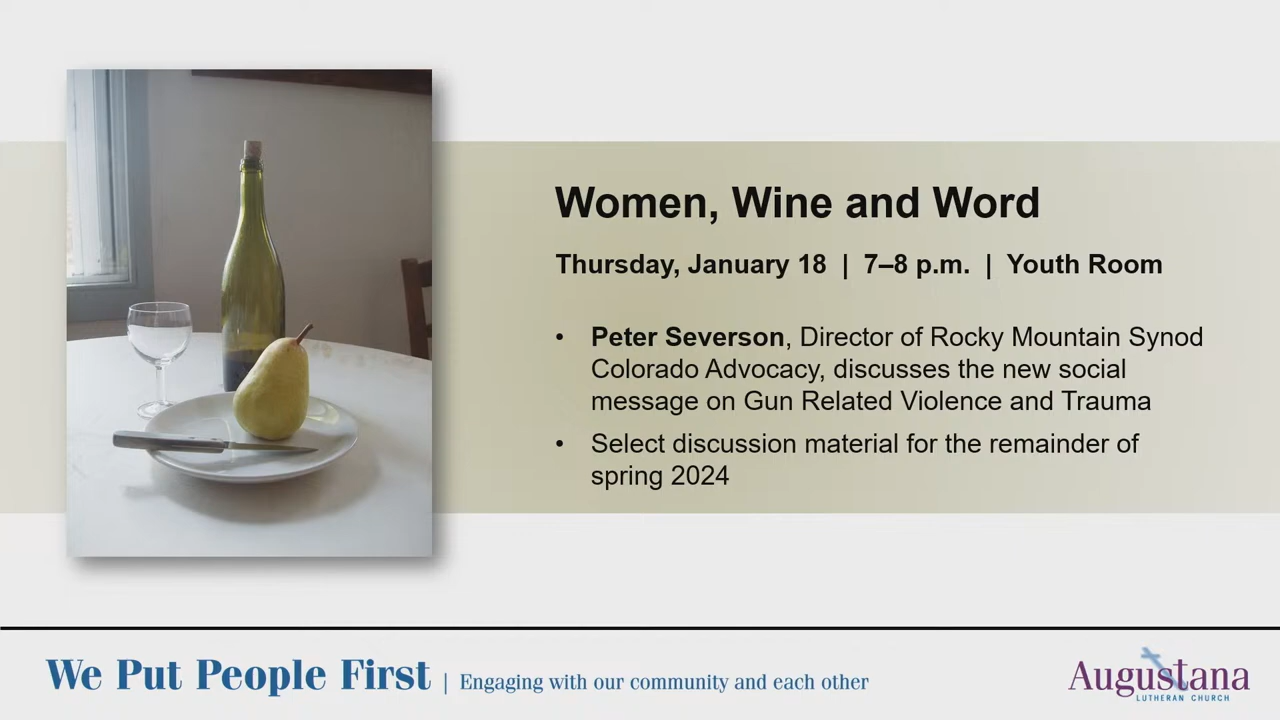 Women, Wine and Word
Thursday, January 18 | 7–8 p.m. | Youth Room
• Peter Severson, Director of Rocky Mountain Synod
Colorado Advocacy, discusses the new social
message on Gun Related Violence and Trauma
• Select discussion material for the remainder of
spring 2024
We Put People First | Engaging with our community and each other
Augustana
LUTHERAN CHURCH